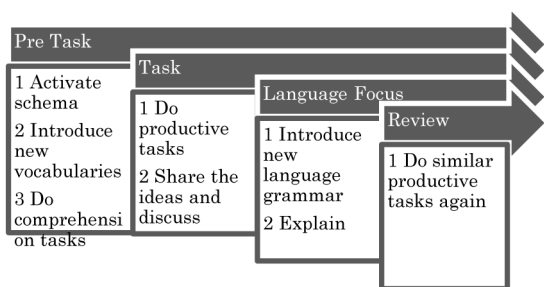 Pre Task
1 Activate
schema
2 Introduce
new
vocabularies
3 Do
comprehensi
on tasks
Task
1 Do
productive
tasks
2 Share the
ideas and
discuss
Language Focus
1 Introduce
new
language
grammar
2 Explain
Review
1 Do similar
productive
tasks again